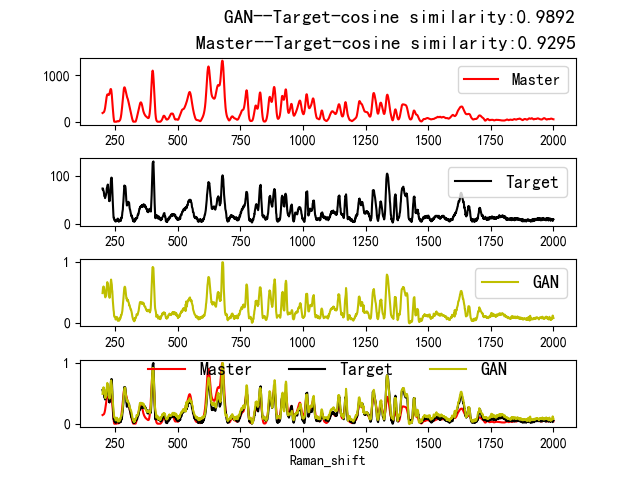 GAN--Target-cosine similarity:0.9892
Master--Target-cosine similarity:0.9295
1000
0
Master
250 500 750 1000 1250 1500 1750 2000
100
0
Target
250 500 750 1000 1250 1500 1750 2000
1
0
GAN
250 500 750 1000 1250 1500 1750 2000
1
0
Master Target GAN
250 500 750 1000 1250 1500 1750 2000
Raman_shift